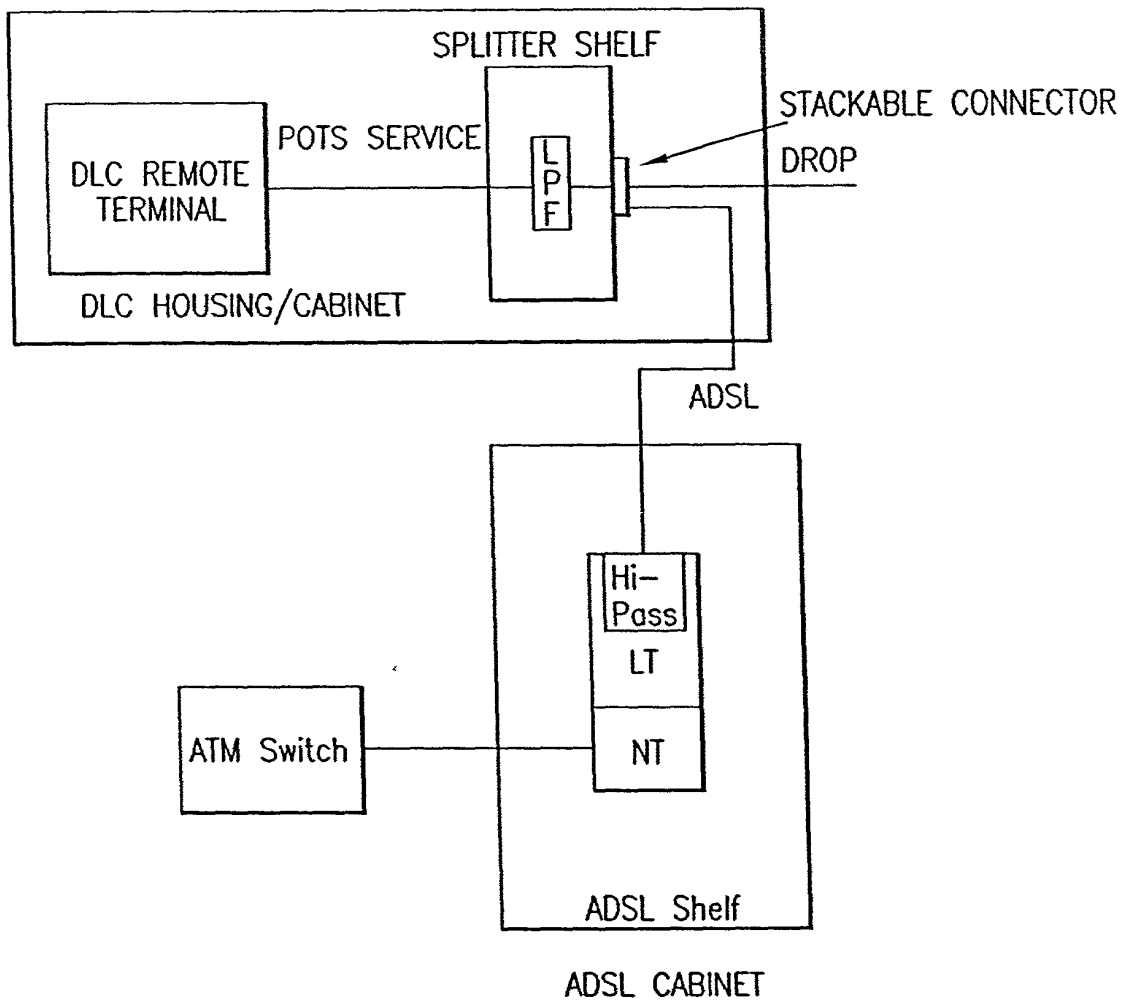 SPLITTER SHELF
STACKABLE CONNECTOR
POTS SERVICE
DROP
DLC REMOTE
TERMINAL
L
P
F
DLC HOUSING/CABINET
ADSL
Hi-
Pass
LT
NT
ATM Switch
ADSL Shelf
ADSL CABINET